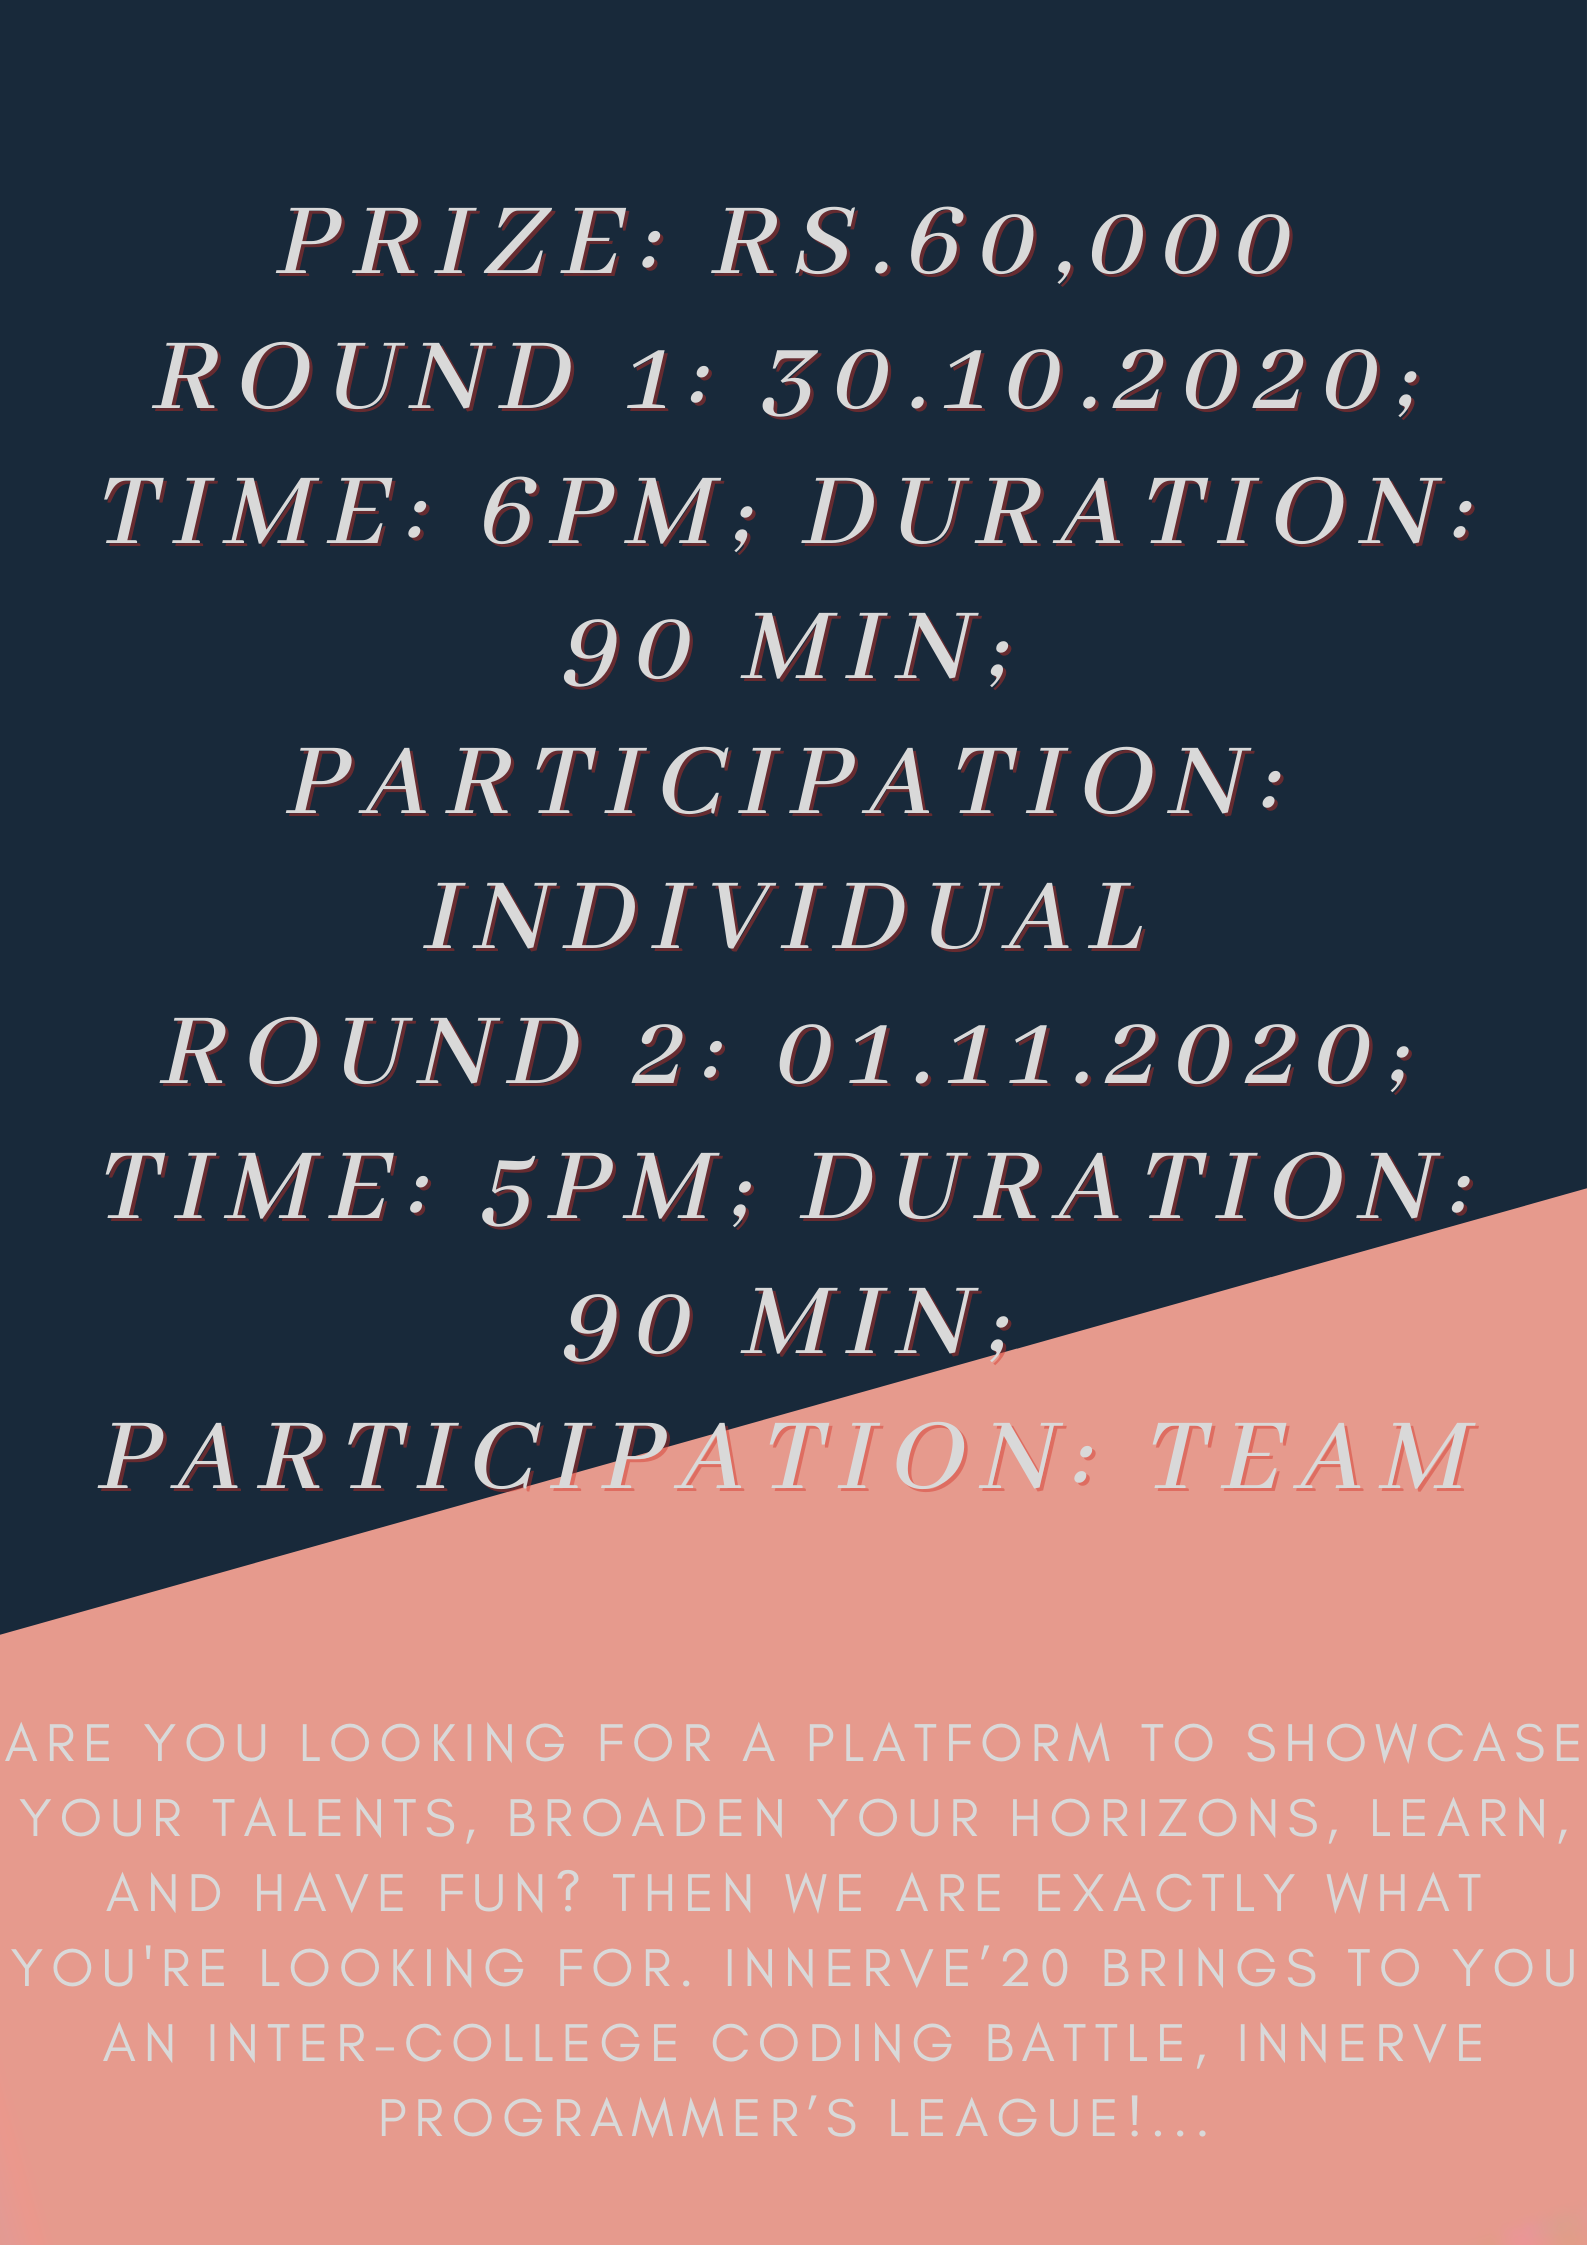 PRIZE: RS.60,000
ROUND 1: 30.10.2020;
TIME: 6PM; DURATION:
90 MIN;
PARTICIPATION:
INDIVIDUAL
ROUND 2: 01.11.2020;
TIME: 5PM; DURATION:
90 MIN;
PARTICIPATION: TEAM
ARE YOU LOOKING FOR A PLATFORM TO SHOWCASE
YOUR TALENTS, BROADEN YOUR HORIZONS, LEARN,
AND HAVE FUN? THEN WE ARE EXACTLY WHAT
YOU'RE LOOKING FOR. INNERVE’20 BRINGS TO YOU
AN INTER-COLLEGE CODING BATTLE, INNERVE
PROGRAMMER’S LEAGUE!...